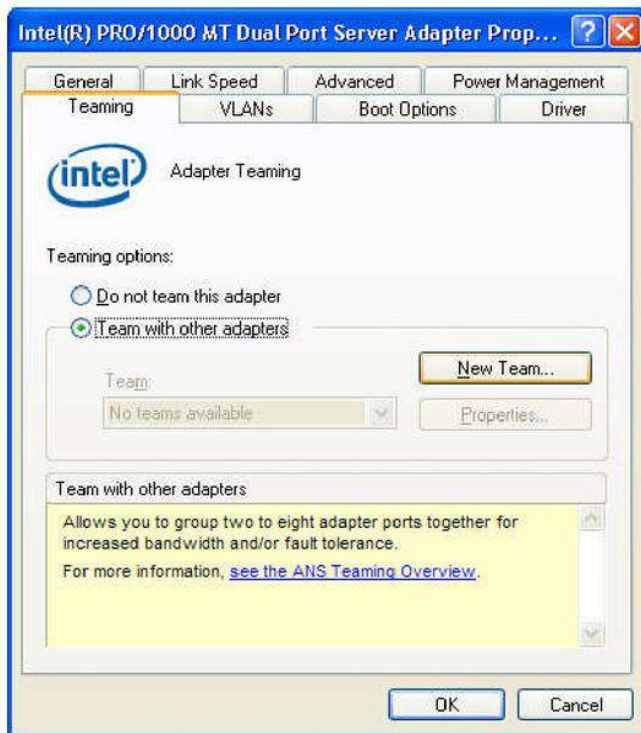 Intel(R) PRO/1000 MT Dual Port Server Adapter Prop...
General Link Speed Advanced Power Management
Teaming VLANs Boot Options Driver
intel Adapter Teaming
Teaming options:
Do not team this adapter
Team with other adapters
New Team...
Team:
No teams available
Properties...
Team with other adapters
Allows you to group two to eight adapter ports together for
increased bandwidth and/or fault tolerance.
For more information, see the ANS Teaming Overview.
OK Cancel